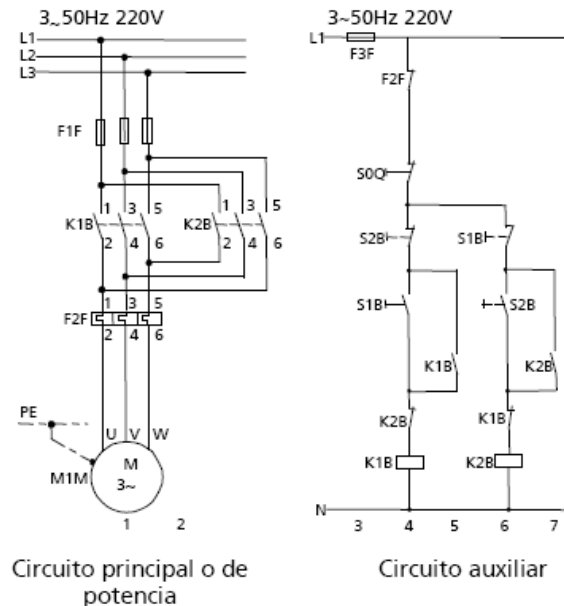 3~50Hz 220V
L1
L2
L3
F1F
1 3 5
K1B
2 4 6
1 3 5
K2B
2 4 6
1 3 5
F2F
2 4 6
PE
U V W
M
3~
M1M
1 2
Circuito principal o de
potencia
3~50Hz 220V
L1
F3F
F2F
S0Q
S2B
S1B
S1B
S2B
K1B
K2B
K2B
K1B
K1B
K2B
N
3 4 5 6 7
Circuito auxiliar